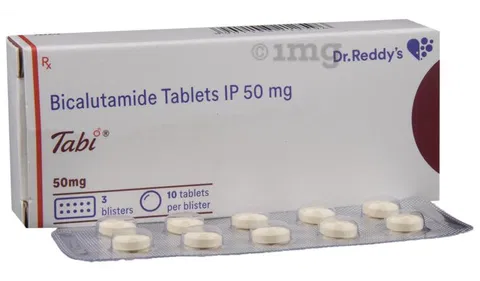 ©1mg
Rx
Dr.Reddy's
Bicalutamide Tablets IP 50 mg
Tabi®
50mg
3
blisters
10 tablets
per blister